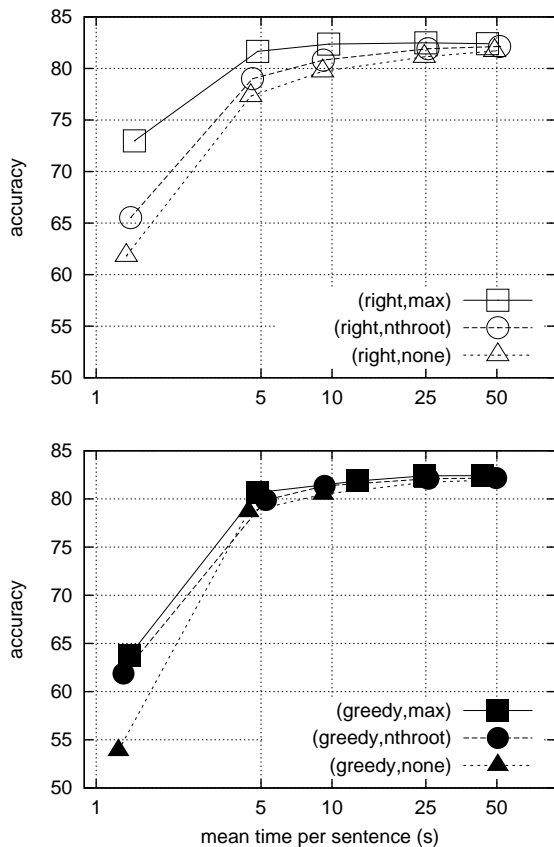 85
80
75
70
65
60
55
50
accuracy
(right,max)
(right,nthroot)
(right,none)
1 5 10 25 50
85
80
75
70
65
60
55
50
accuracy
(greedy,max)
(greedy,nthroot)
(greedy,none)
1 5 10 25 50
mean time per sentence (s)